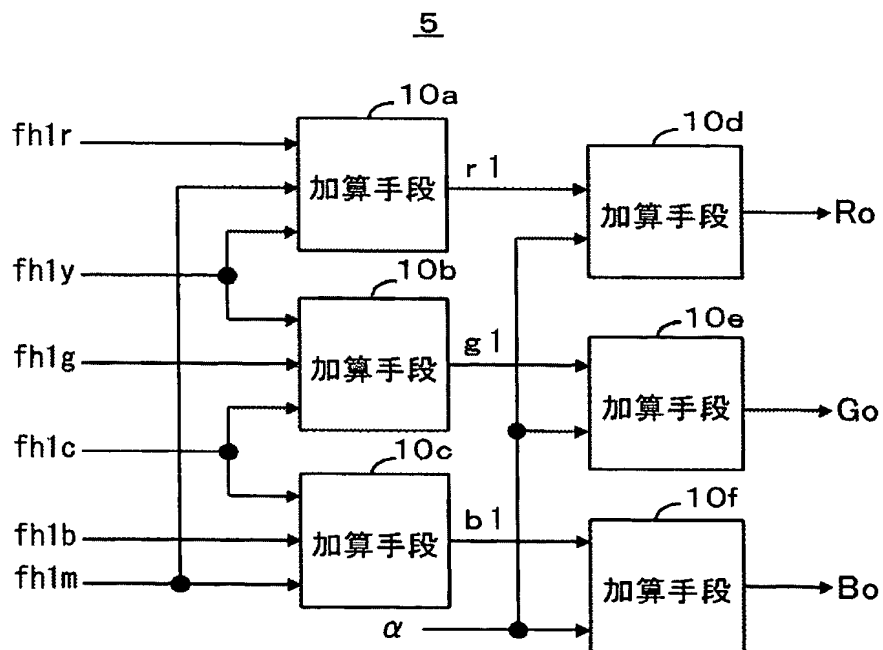 5
10a
fh1r
加算手段
r1
10d
加算手段
Ro
fh1y
10b
fh1g
加算手段
g1
10e
加算手段
Go
fh1c
10c
fh1b
加算手段
b1
10f
加算手段
Bo
fh1m
α